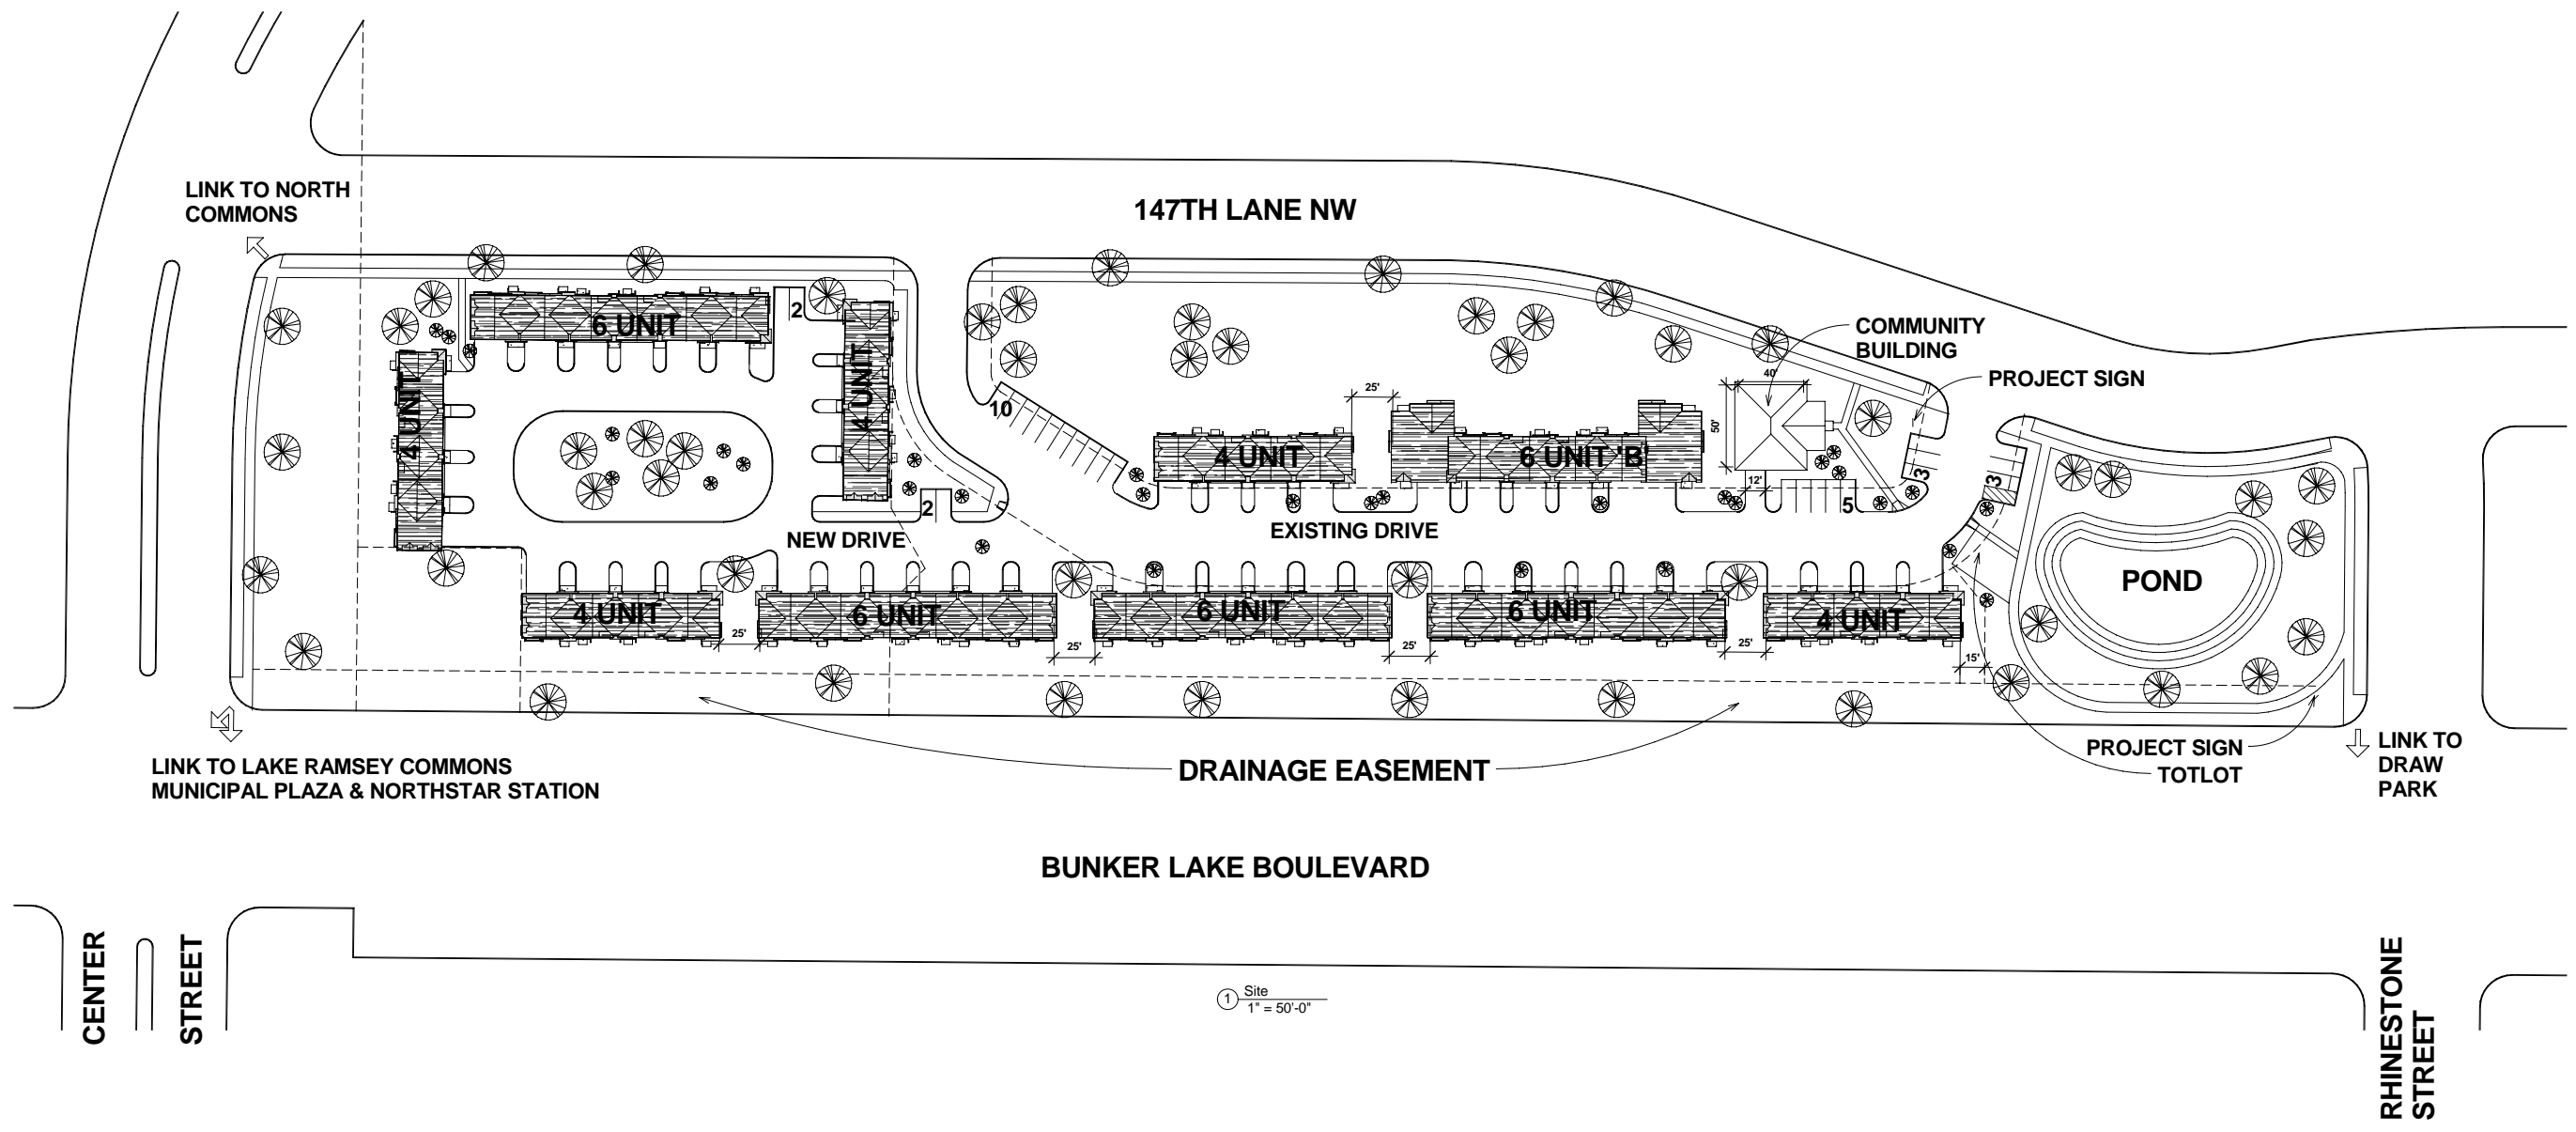 LINK TO NORTH
COMMONS
147TH LANE NW
6 UNIT
2
4 UNIT
4 UNIT
COMMUNITY
BUILDING
PROJECT SIGN
40'
50'
25'
10
4 UNIT
6 UNIT 'B'
12'
5
3
3
2
NEW DRIVE
EXISTING DRIVE
POND
4 UNIT
6 UNIT
6 UNIT
6 UNIT
4 UNIT
25'
25'
25'
25'
15'
LINK TO LAKE RAMSEY COMMONS
MUNICIPAL PLAZA & NORTHSTAR STATION
DRAINAGE EASEMENT
PROJECT SIGN
TOTLOT
LINK TO
DRAW
PARK
BUNKER LAKE BOULEVARD
CENTER
STREET
1
Site
1" = 50'-0"
RHINESTONE
STREET